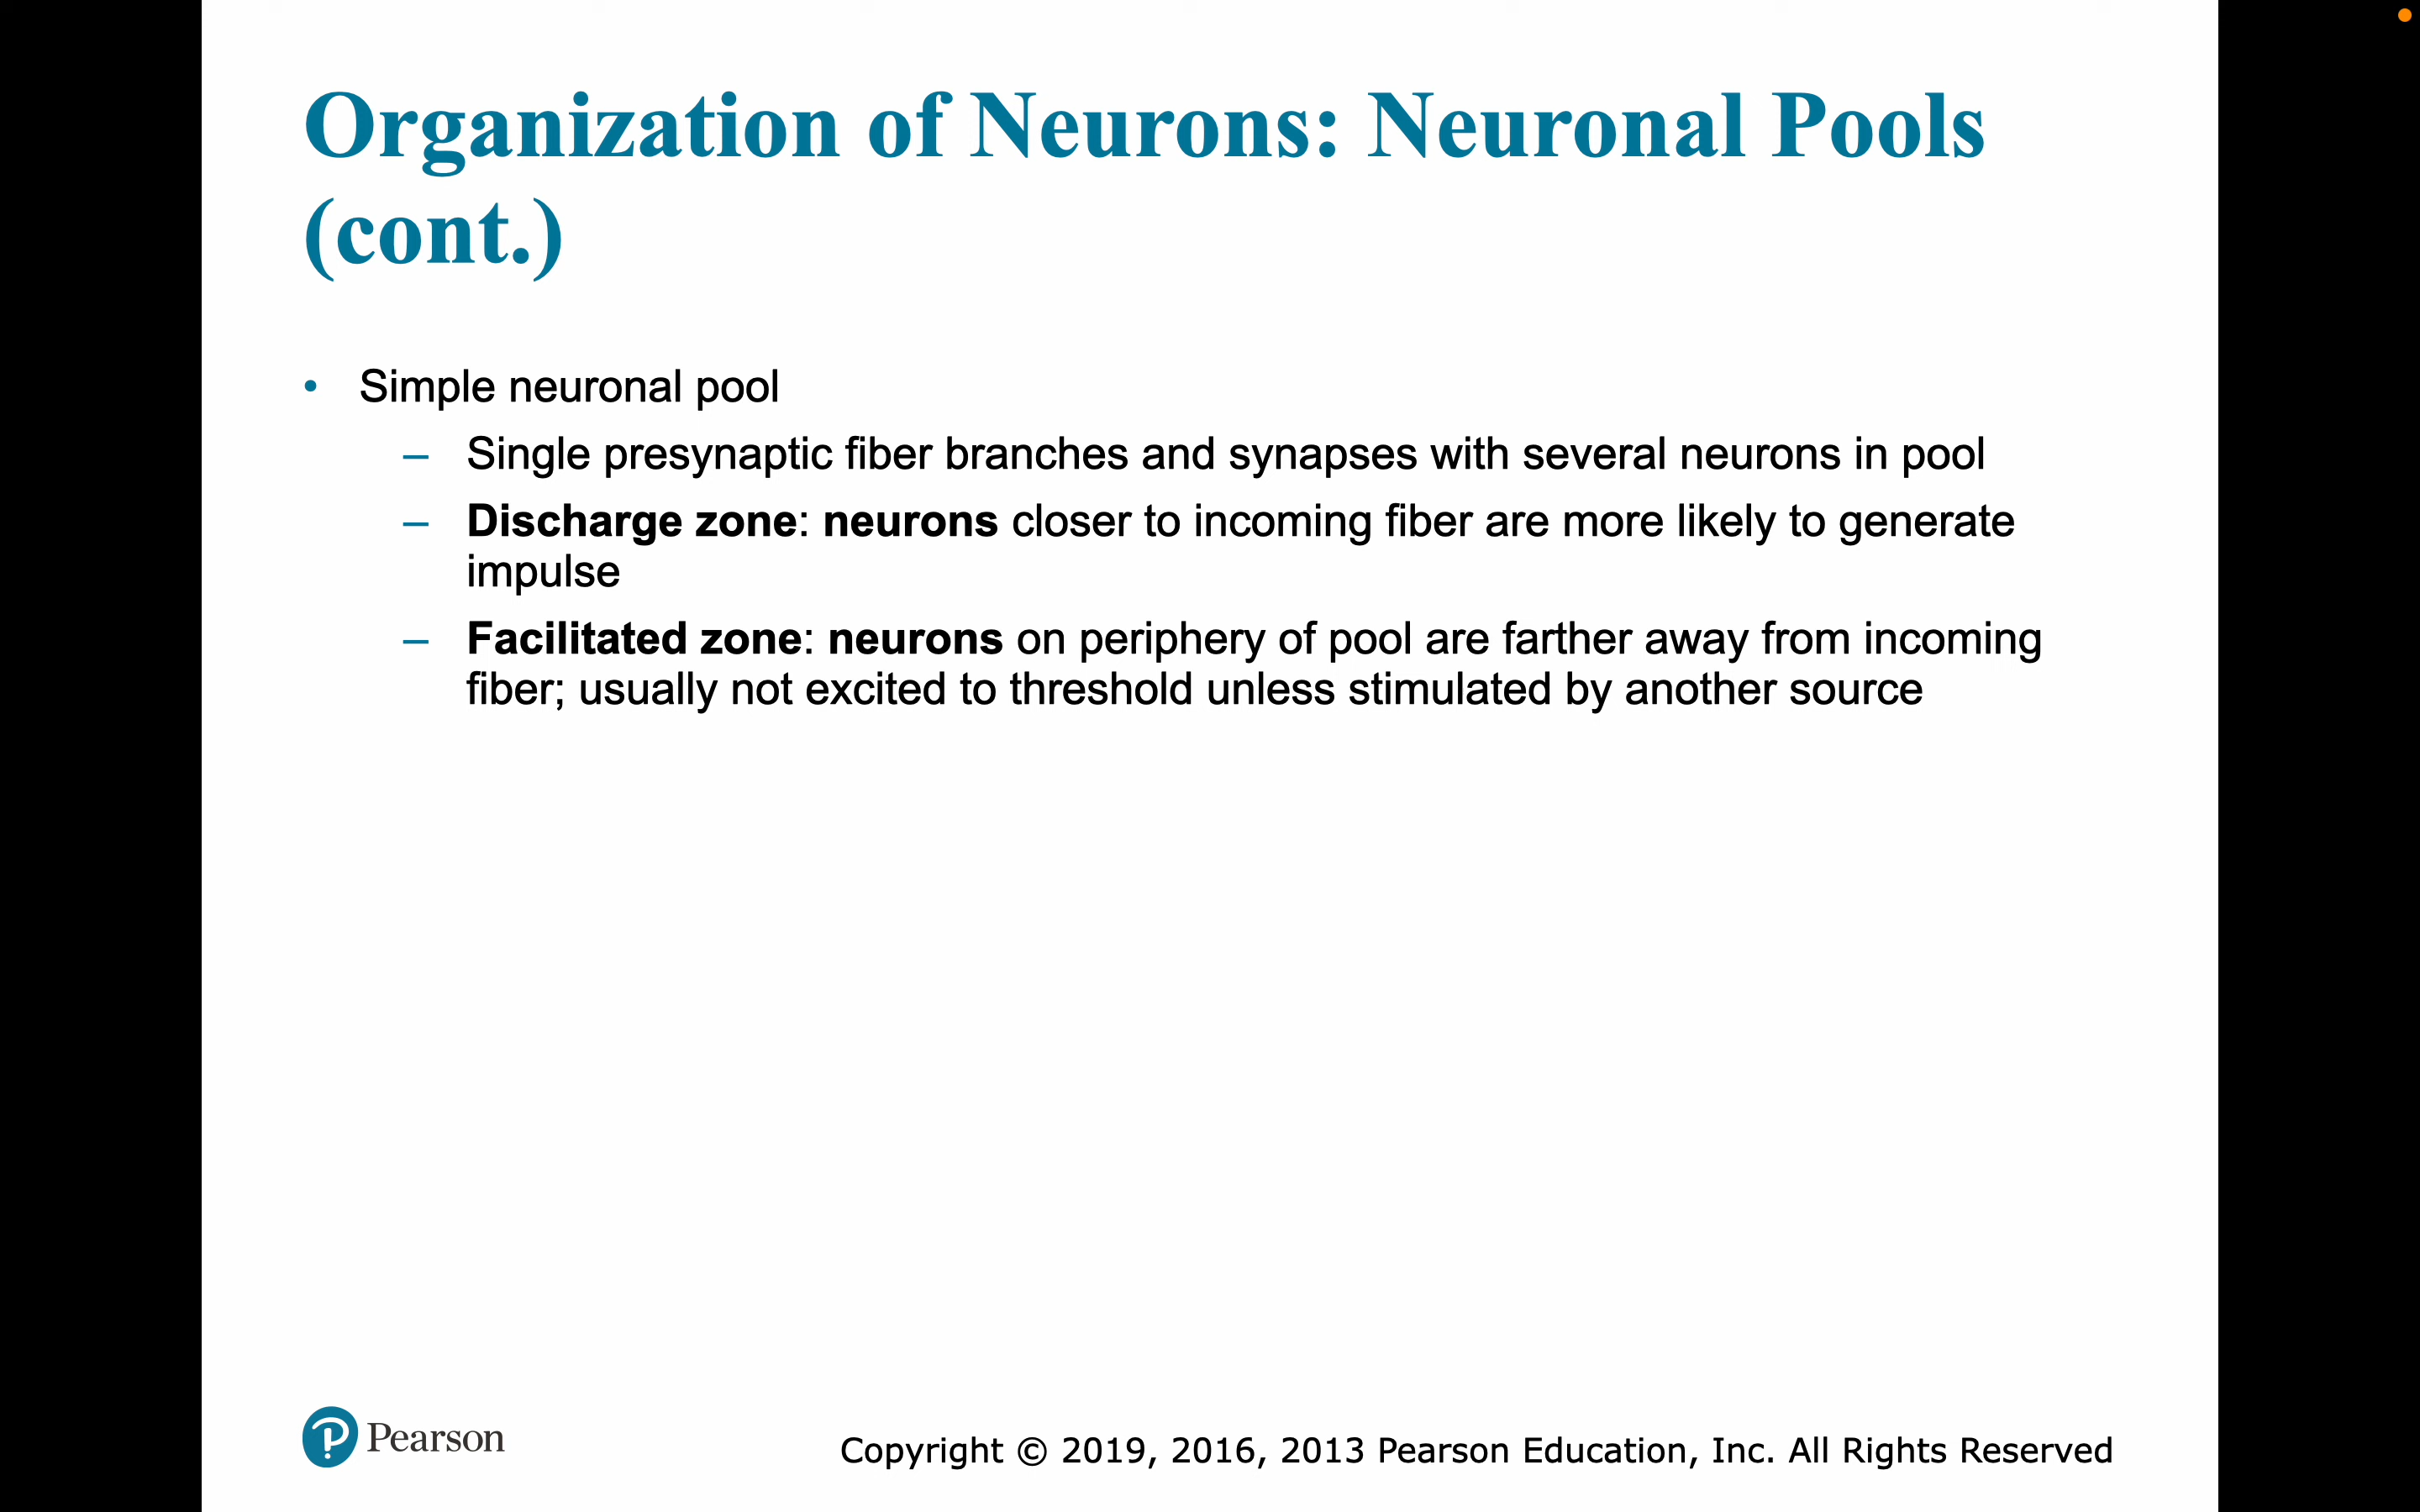 Organization of Neurons: Neuronal Pools
(cont.)
• Simple neuronal pool
– Single presynaptic fiber branches and synapses with several neurons in pool
– Discharge zone: neurons closer to incoming fiber are more likely to generate
impulse
– Facilitated zone: neurons on periphery of pool are farther away from incoming
fiber; usually not excited to threshold unless stimulated by another source
Pearson
Copyright © 2019, 2016, 2013 Pearson Education, Inc. All Rights Reserved